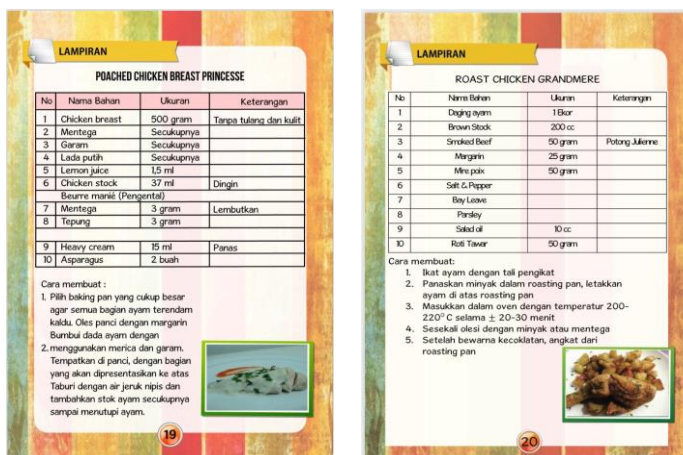 LAMPIRAN
POACHED CHICKEN BREAST PRINCESSE
No Nama Bahan Ukuran Keterangan
1 Chicken breast 500 gram Tanpa tulang dan kulit
2 Mentega Secukupnya
3 Garam Secukupnya
4 Lada putih Secukupnya
5 Lemon juice 1,5 ml
6 Chicken stock 37 ml Dingin
Beurre manié (Pengental)
7 Mentega 3 gram Lembutkan
8 Tepung 3 gram
9 Heavy cream 15 ml Panas
10 Asparagus 2 buah
Cara membuat :
1. Pilih baking pan yang cukup besar
agar semua bagian ayam terendam
kaldu. Oles panci dengan margarin
Bumbui dada ayam dengan
2. menggunakan merica dan garam.
Tempatkan di panci, dengan bagian
yang akan dipresentasikan ke atas
Taburi dengan air jeruk nipis dan
tambahkan stok ayam secukupnya
sampai menutupi ayam.
19
LAMPIRAN
ROAST CHICKEN GRANDMERE
No Nama Bahan Ukuran Keterangan
1 Daging ayam 1 Ekor
2 Brown Stock 200 cc
3 Smoked Beef 50 gram Potong Julienne
4 Margarin 25 gram
5 Mire poix 50 gram
6 Salt & Pepper
7 Bay Leave
8 Parsley
9 Salad oil 10 cc
10 Roti Tawar 50 gram
Cara membuat:
1. Ikat ayam dengan tali pengikat
2. Panaskan minyak dalam roasting pan, letakkan
ayam di atas roasting pan
3. Masukkan dalam oven dengan temperatur 200-
220° C selama ± 20-30 menit
4. Sesekali olesi dengan minyak atau mentega
5. Setelah bewarna kecoklatan, angkat dari
roasting pan
20